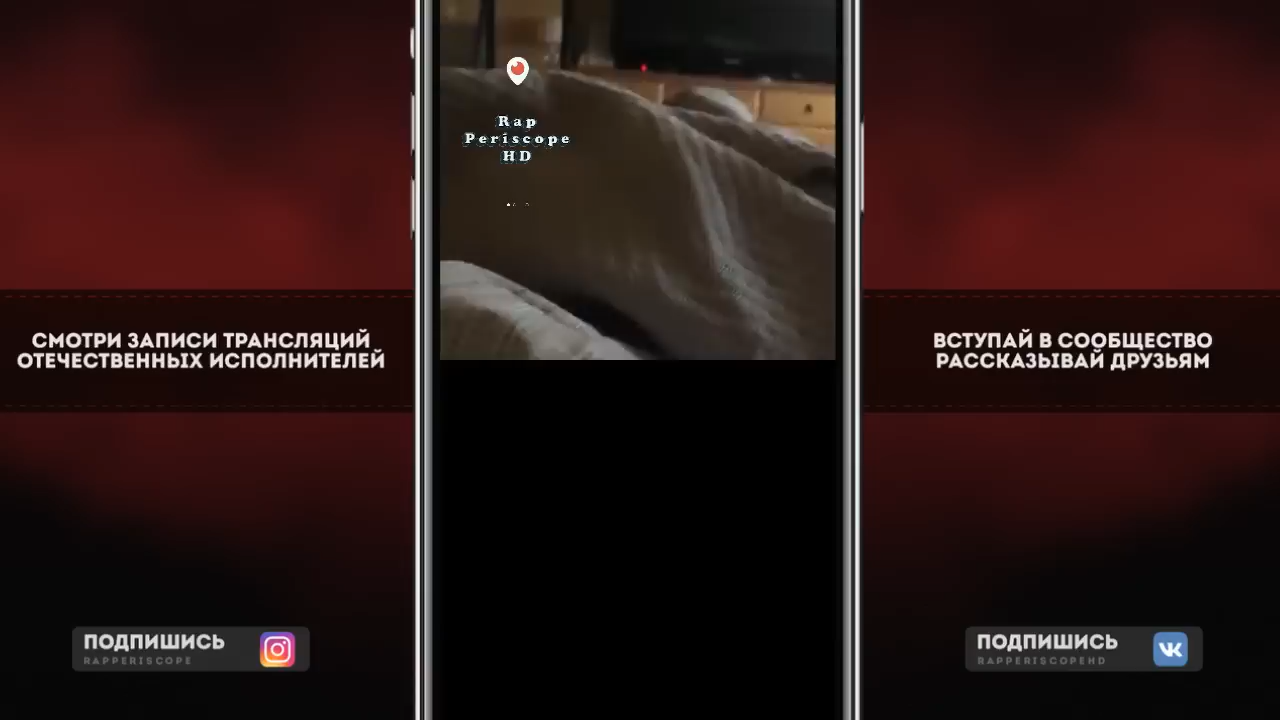 Rap
Periscope
HD
СМОТРИ ЗАПИСИ ТРАНСЛЯЦИЙ
ОТЕЧЕСТВЕННЫХ ИСПОЛНИТЕЛЕЙ
ВСТУПАЙ В СООБЩЕСТВО
РАССКАЗЫВАЙ ДРУЗЬЯМ
ПОДПИШИСЬ
RAPPERISCOPE
ПОДПИШИСЬ
RAPPERISCOPEHD